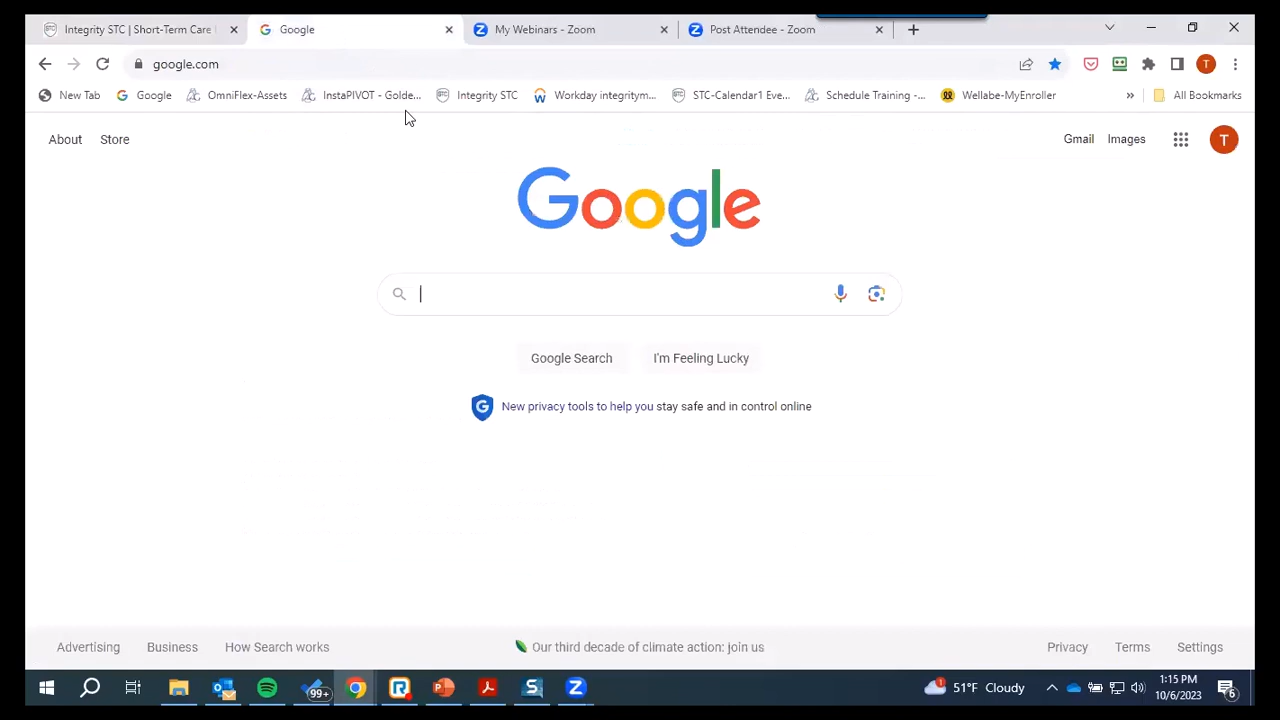 Integrity STC | Short-Term Care
Google
My Webinars - Zoom
Post Attendee - Zoom
google.com
T
New Tab
Google
OmniFlex-Assets
InstaPIVOT - Golde...
Integrity STC
Workday integritym...
STC-Calendar1 Eve...
Schedule Training -...
Wellabe-MyEnroller
»
All Bookmarks
About
Store
Gmail
Images
T
Google
Google Search
I'm Feeling Lucky
New privacy tools to help you stay safe and in control online
Advertising
Business
How Search works
Our third decade of climate action: join us
Privacy
Terms
Settings
99+
51°F Cloudy
1:15 PM
10/6/2023
6